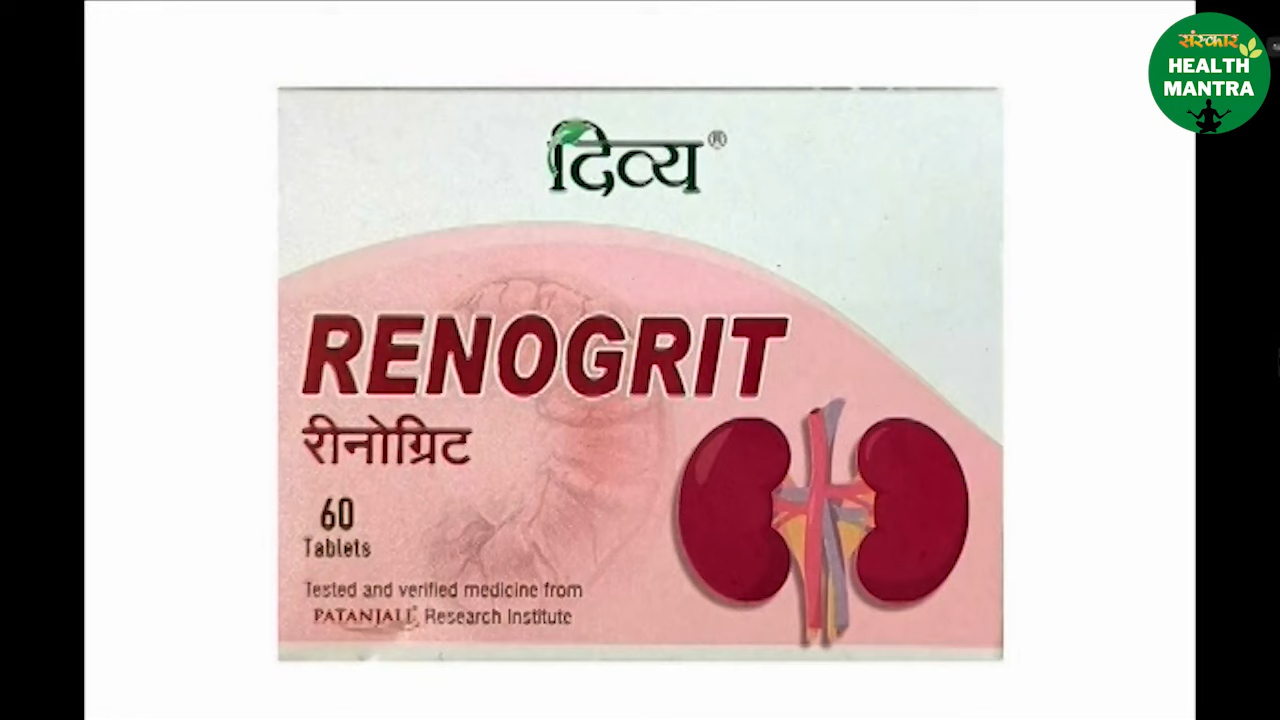 संस्कार
HEALTH
MANTRA
दिव्य®
RENOGRIT
रीनोग्रिट
60
Tablets
Tested and verified medicine from
PATANJALI® Research Institute